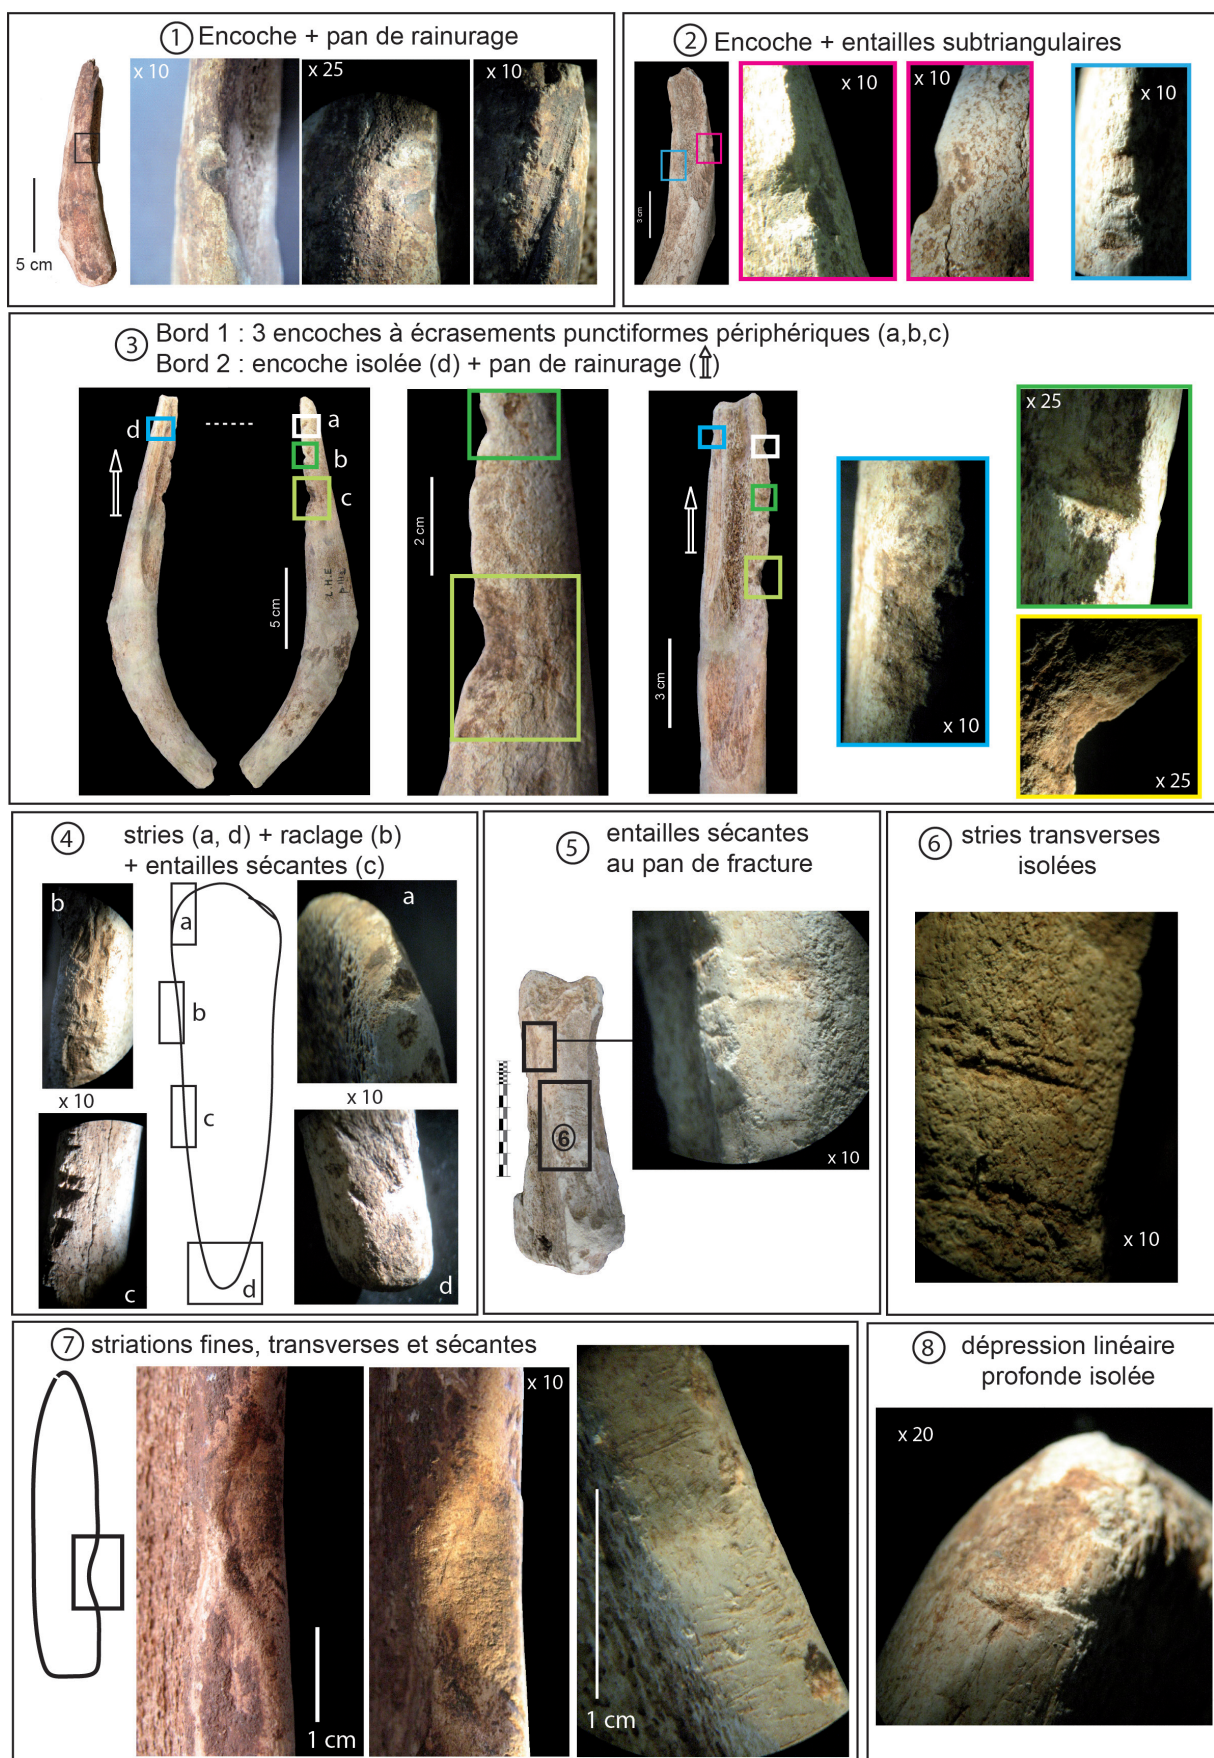 1 Encoche + pan de rainurage
x 10
x 25
x 10
5 cm
2 Encoche + entailles subtriangulaires
x 10
x 10
x 10
3 cm
3 Bord 1 : 3 encoches à écrasements punctiformes périphériques (a,b,c)
Bord 2 : encoche isolée (d) + pan de rainurage (⇑)
d
a
b
c
5 cm
2 cm
3 cm
x 10
x 25
x 25
4 stries (a, d) + raclage (b)
+ entailles sécantes (c)
b
a
a
b
x 10
c
x 10
c
d
d
5 entailles sécantes
au pan de fracture
6
x 10
6 stries transverses
isolées
x 10
7 striations fines, transverses et sécantes
x 10
1 cm
1 cm
8 dépression linéaire
profonde isolée
x 20